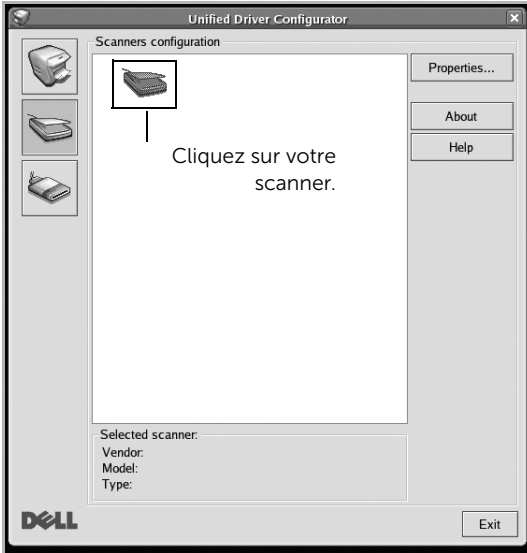 Unified Driver Configurator
Scanners configuration
Properties...
About
Help
Cliquez sur votre
scanner.
Selected scanner:
Vendor:
Model:
Type:
DELL
Exit